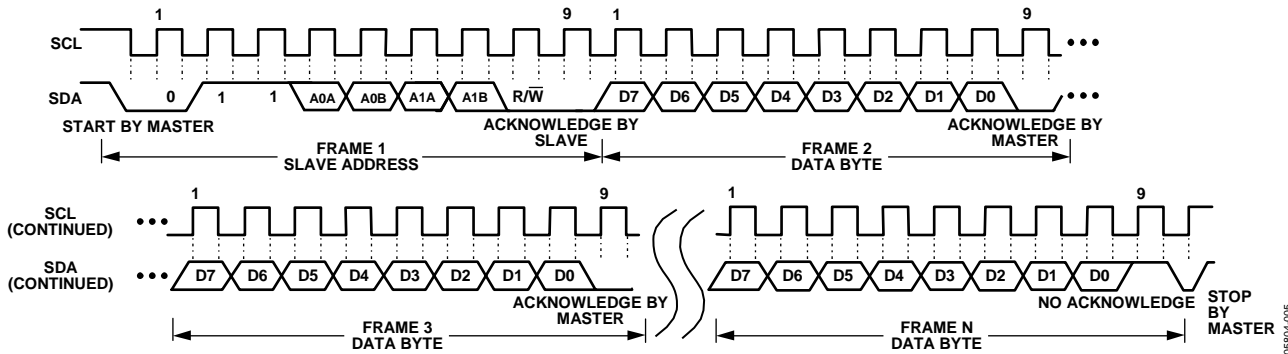 1 9 1 9
SCL
SDA 0 1 1 A0A A0B A1A A1B R/W D7 D6 D5 D4 D3 D2 D1 D0
START BY MASTER
ACKNOWLEDGE BY
SLAVE
ACKNOWLEDGE BY
MASTER
FRAME 1
SLAVE ADDRESS
FRAME 2
DATA BYTE
1 9 1 9
SCL
(CONTINUED)
SDA
(CONTINUED)
D7 D6 D5 D4 D3 D2 D1 D0
D7 D6 D5 D4 D3 D2 D1 D0
ACKNOWLEDGE BY
MASTER
NO ACKNOWLEDGE
STOP
BY
MASTER
FRAME 3
DATA BYTE
FRAME N
DATA BYTE